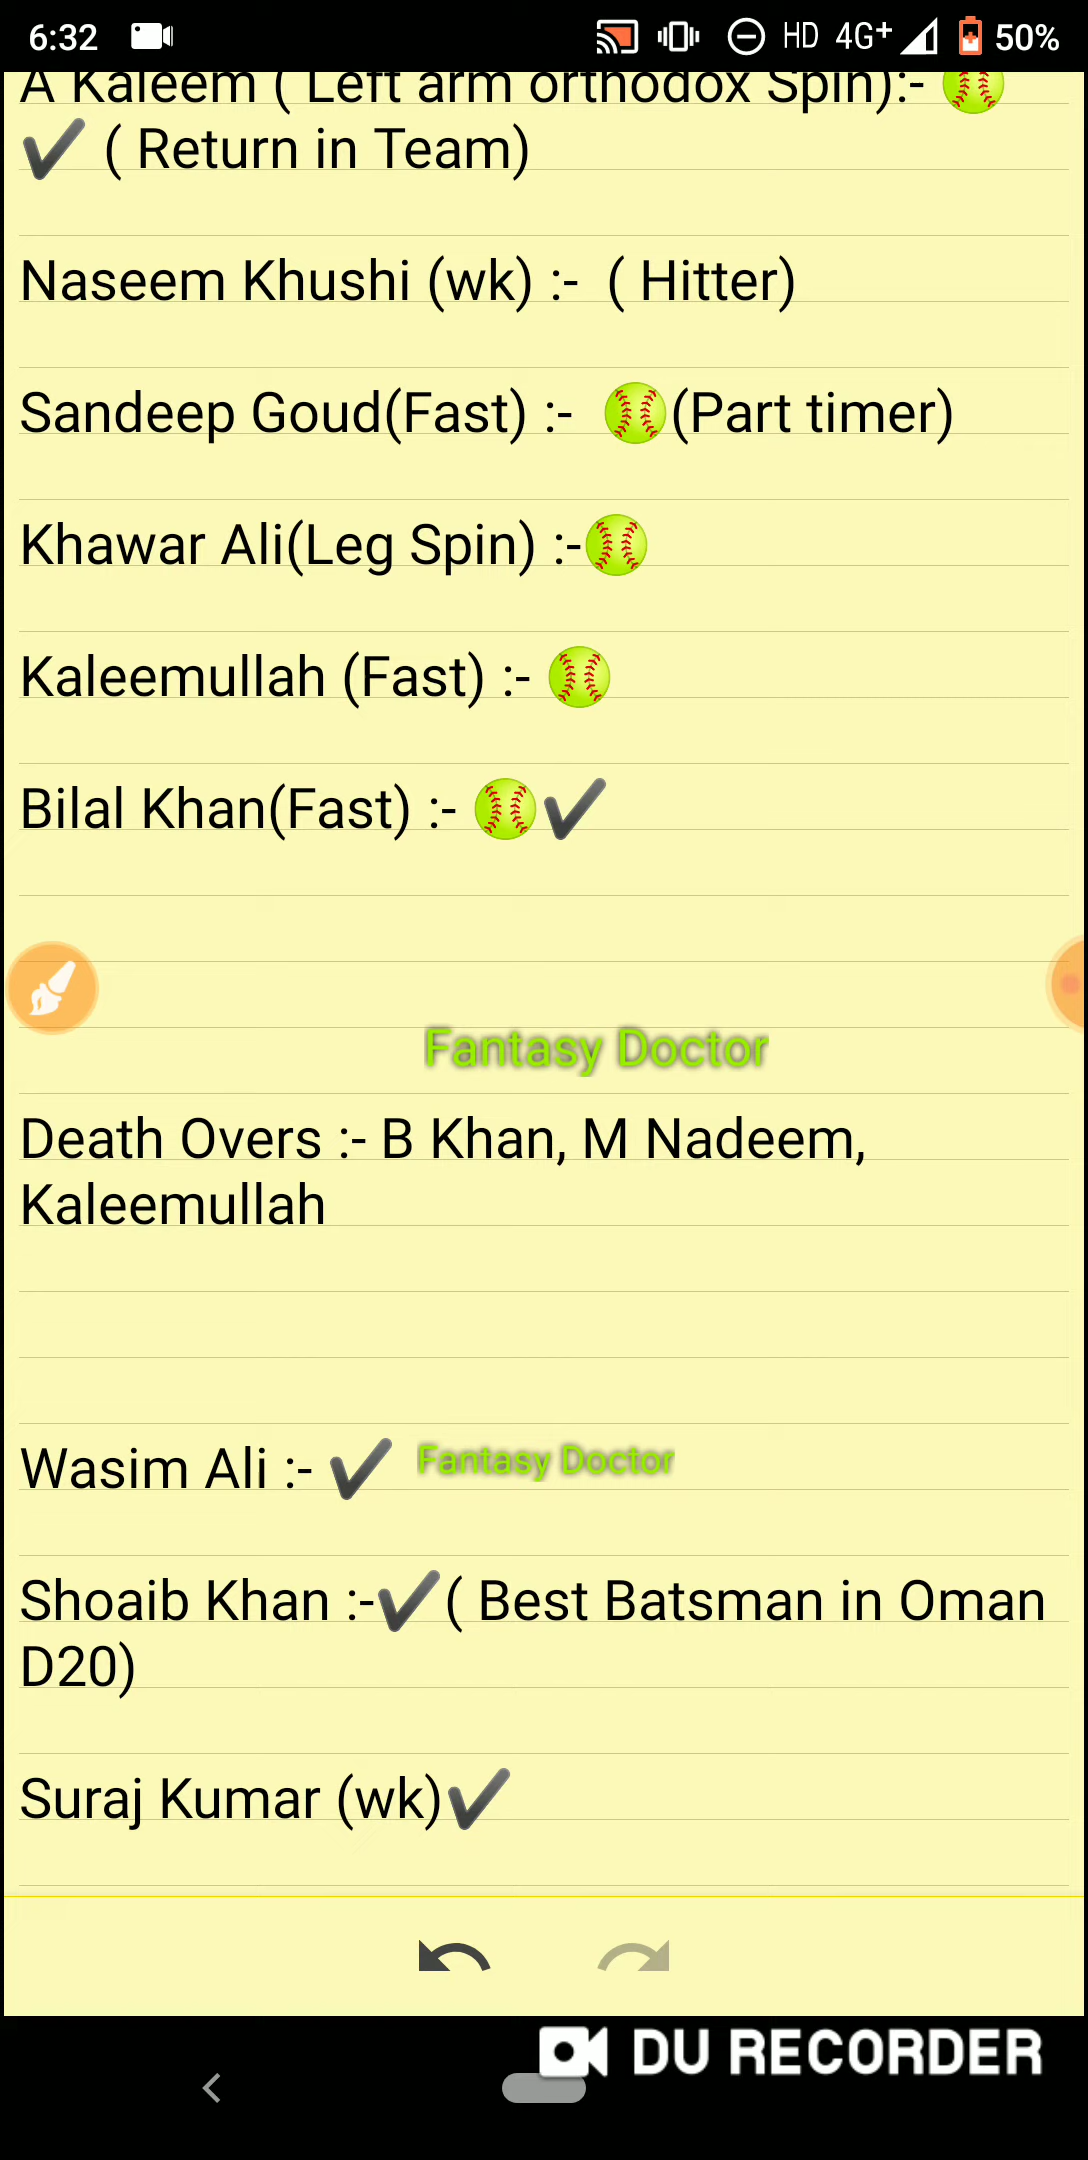 6:32 HD 4G+ 50%
A Kaleem ( Left arm orthodox Spin):- 🥎
✔ ( Return in Team)
Naseem Khushi (wk) :- ( Hitter)
Sandeep Goud(Fast) :- 🥎(Part timer)
Khawar Ali(Leg Spin) :-🥎
Kaleemullah (Fast) :- 🥎
Bilal Khan(Fast) :- 🥎✔
Fantasy Doctor
Death Overs :- B Khan, M Nadeem,
Kaleemullah
Wasim Ali :- ✔ Fantasy Doctor
Shoaib Khan :-✔( Best Batsman in Oman
D20)
Suraj Kumar (wk)✔
DU RECORDER